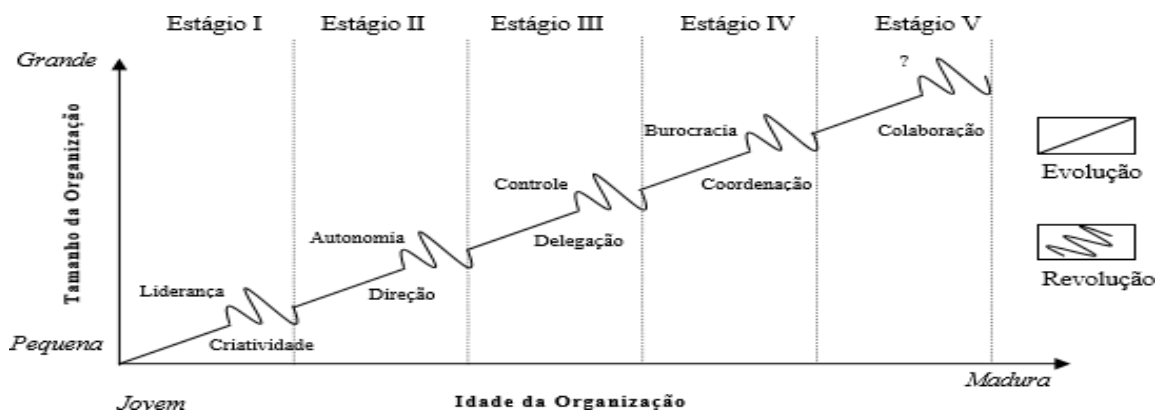 Estágio I
Estágio II
Estágio III
Estágio IV
Estágio V
Grande
?
Burocracia
Colaboração
Controle
Coordenação
Autonomia
Delegação
Liderança
Direção
Criatividade
Tamanho da Organização
Pequena
Jovem
Idade da Organização
Madura
Evolução
Revolução